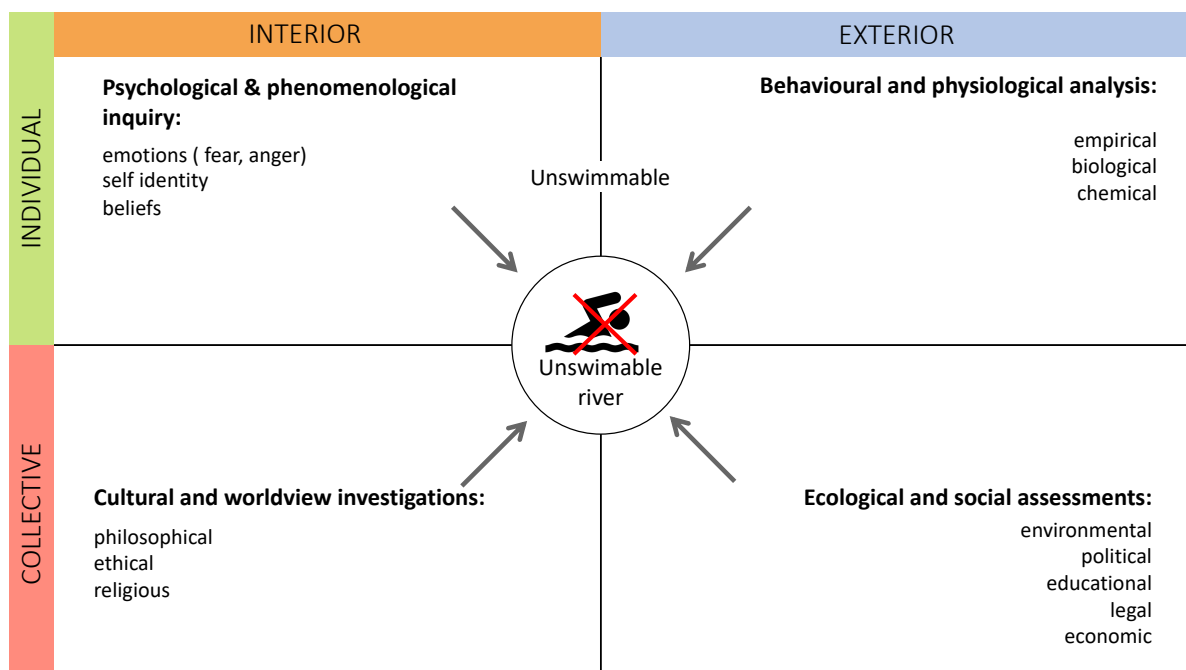 INTERIOR
EXTERIOR
INDIVIDUAL
Psychological & phenomenological
inquiry:
emotions ( fear, anger)
self identity
beliefs
Behavioural and physiological analysis:
empirical
biological
chemical
Unswimmable
Unswimable
river
COLLECTIVE
Cultural and worldview investigations:
philosophical
ethical
religious
Ecological and social assessments:
environmental
political
educational
legal
economic